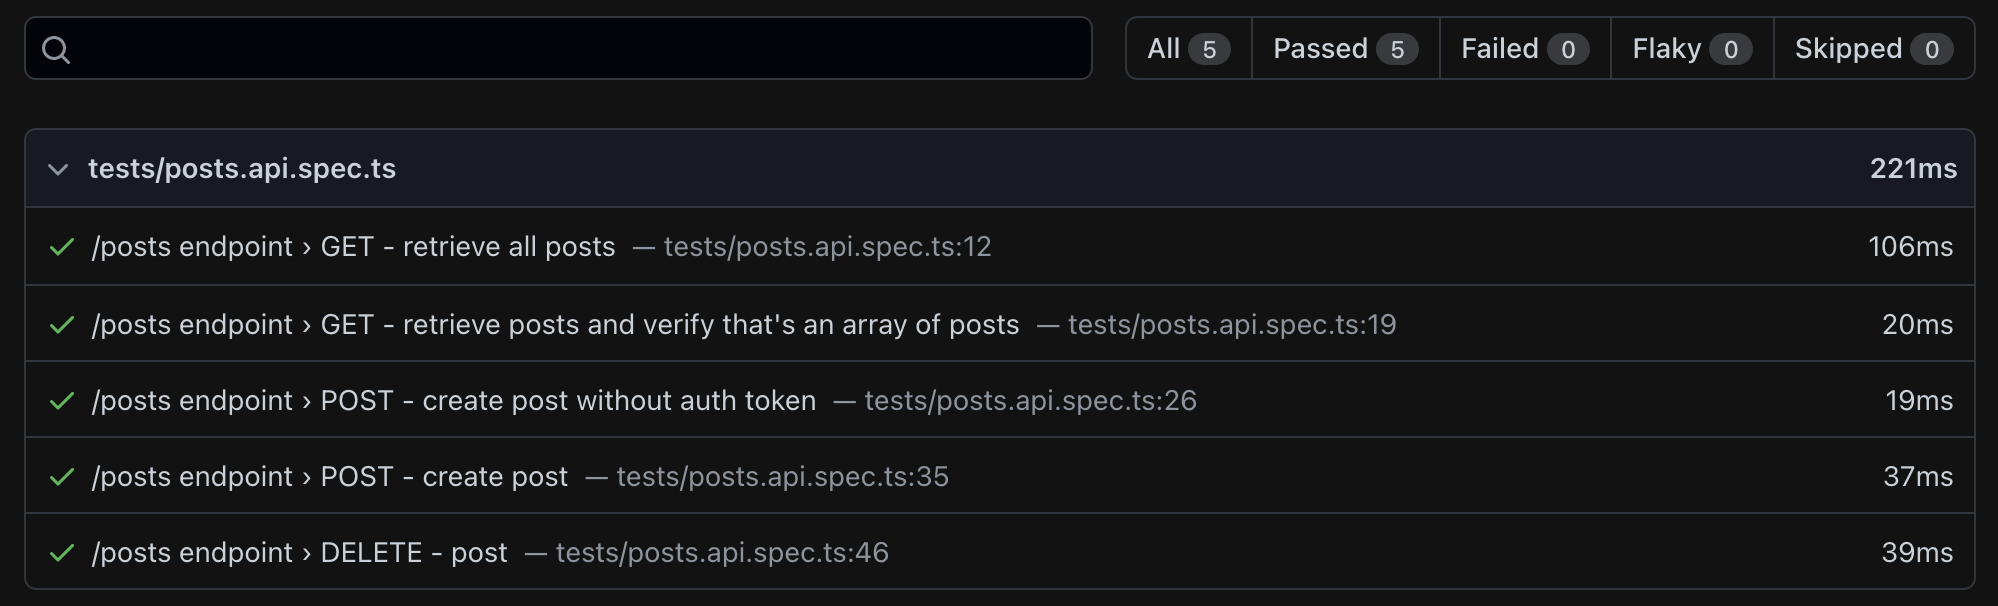 All 5 Passed 5 Failed 0 Flaky 0 Skipped 0
tests/posts.api.spec.ts 221ms
/posts endpoint › GET - retrieve all posts — tests/posts.api.spec.ts:12 106ms
/posts endpoint › GET - retrieve posts and verify that's an array of posts — tests/posts.api.spec.ts:19 20ms
/posts endpoint › POST - create post without auth token — tests/posts.api.spec.ts:26 19ms
/posts endpoint › POST - create post — tests/posts.api.spec.ts:35 37ms
/posts endpoint › DELETE - post — tests/posts.api.spec.ts:46 39ms